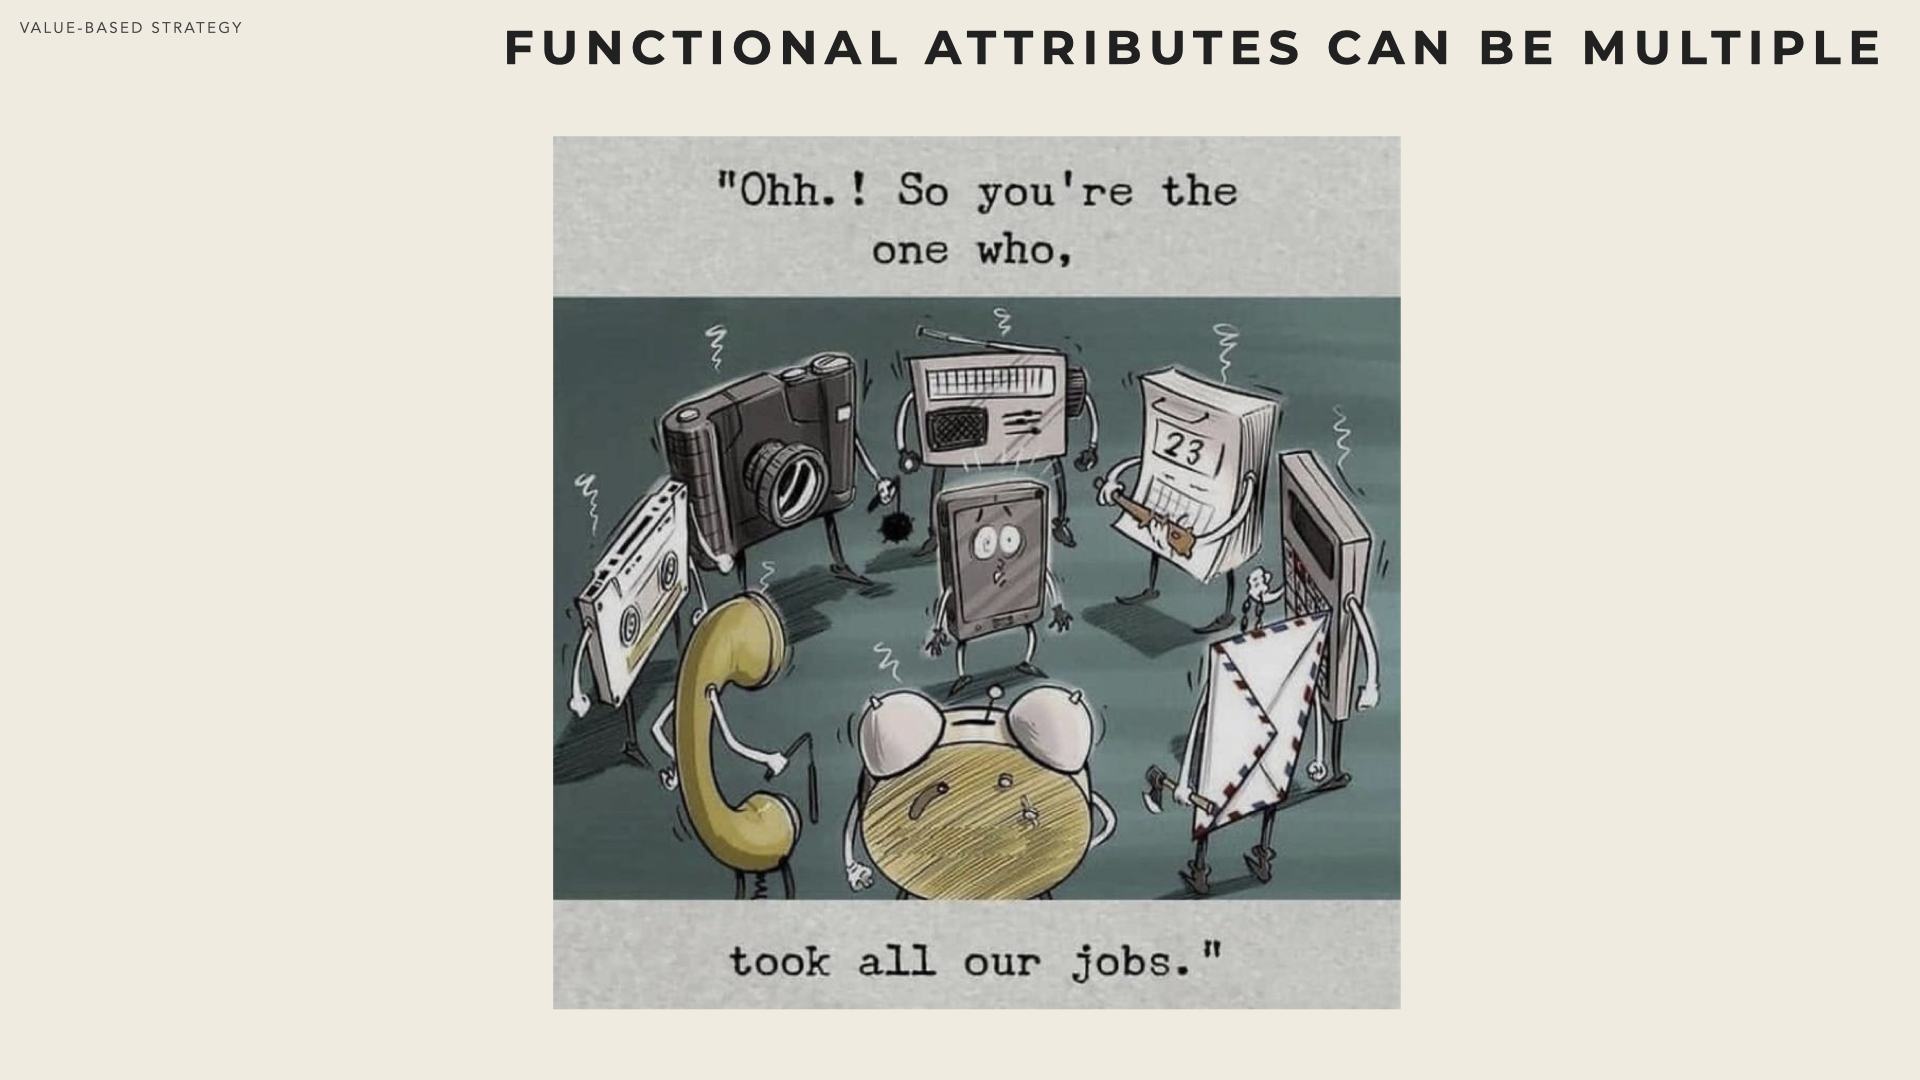 VALUE-BASED STRATEGY
FUNCTIONAL ATTRIBUTES CAN BE MULTIPLE
"Ohh.! So you're the
one who,
23
took all our jobs."